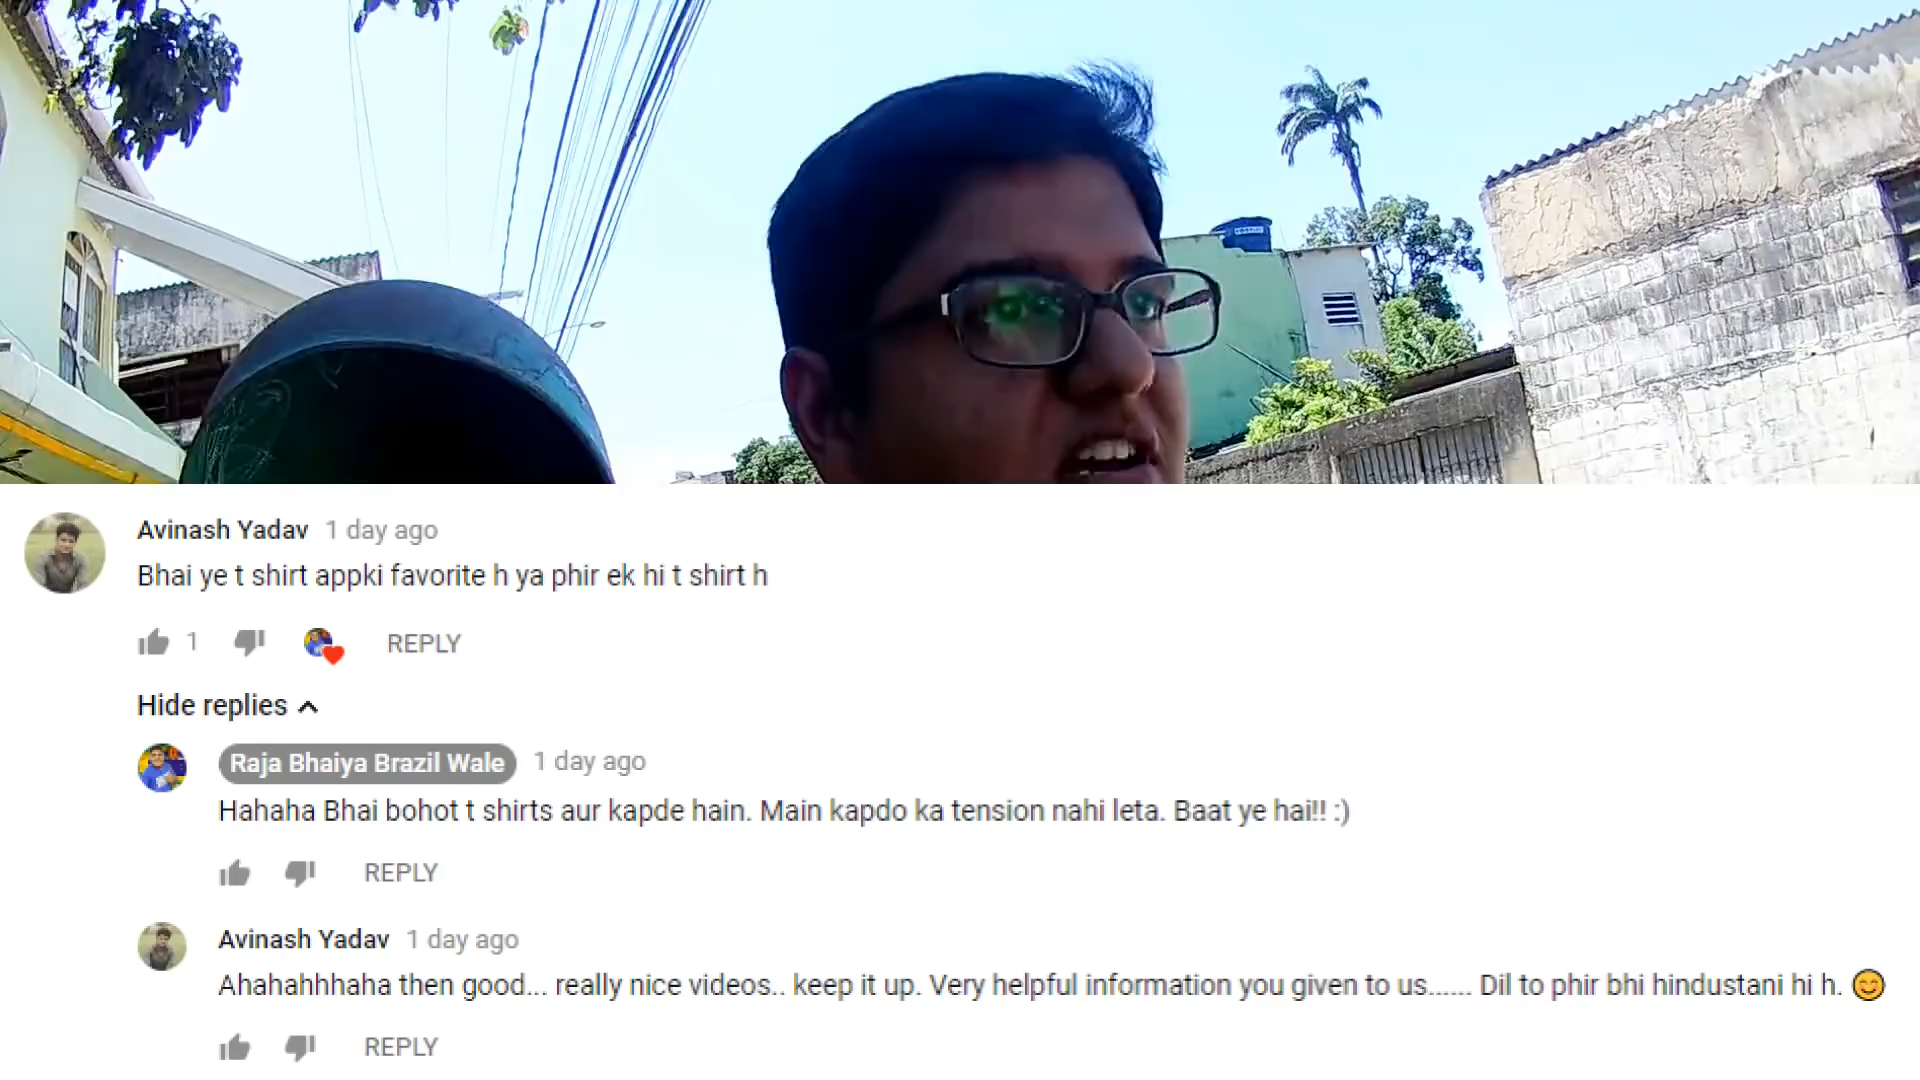 Avinash Yadav 1 day ago
Bhai ye t shirt appki favorite h ya phir ek hi t shirt h
1 REPLY
Hide replies
Raja Bhaiya Brazil Wale 1 day ago
Hahaha Bhai bohot t shirts aur kapde hain. Main kapdo ka tension nahi leta. Baat ye hai!! :)
REPLY
Avinash Yadav 1 day ago
Ahahahhhaha then good... really nice videos.. keep it up. Very helpful information you given to us...... Dil to phir bhi hindustani hi h. 😊
REPLY